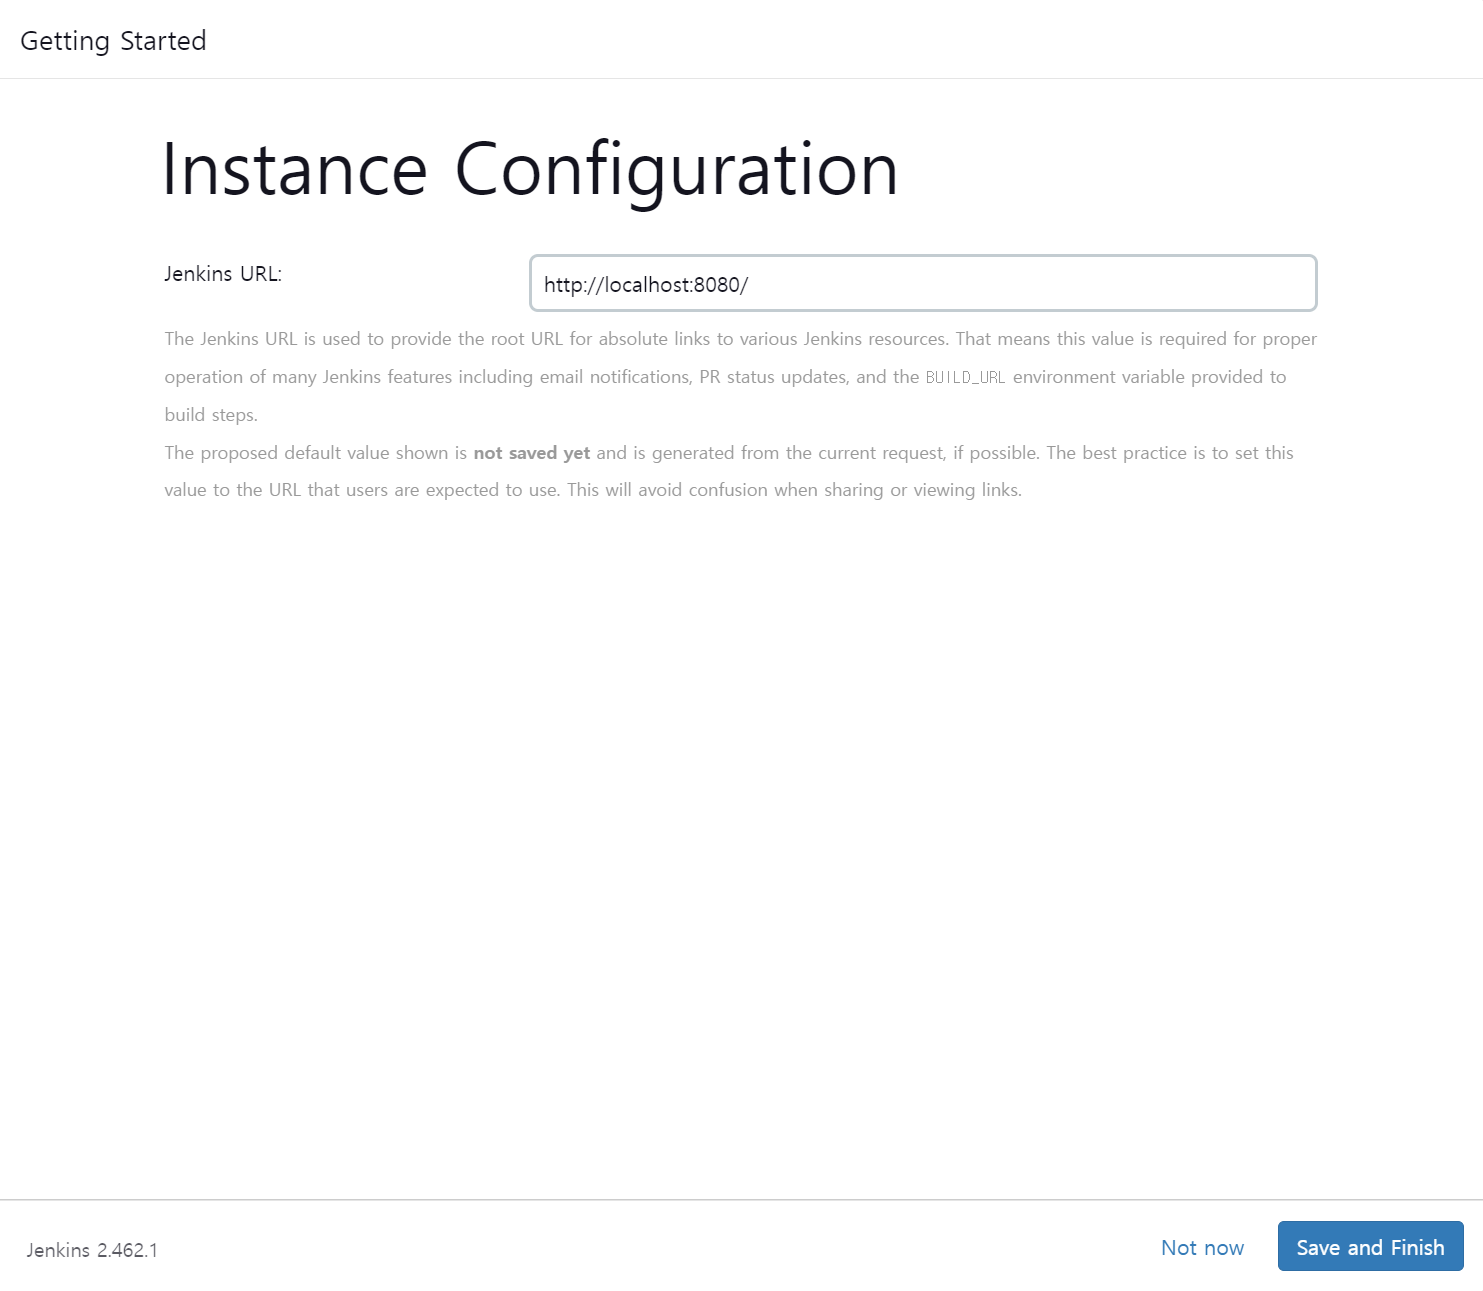 Getting Started
Instance Configuration
Jenkins URL:
http://localhost:8080/
The Jenkins URL is used to provide the root URL for absolute links to various Jenkins resources. That means this value is required for proper
operation of many Jenkins features including email notifications, PR status updates, and the BUILD_URL environment variable provided to
build steps.
The proposed default value shown is not saved yet and is generated from the current request, if possible. The best practice is to set this
value to the URL that users are expected to use. This will avoid confusion when sharing or viewing links.
Jenkins 2.462.1
Not now
Save and Finish